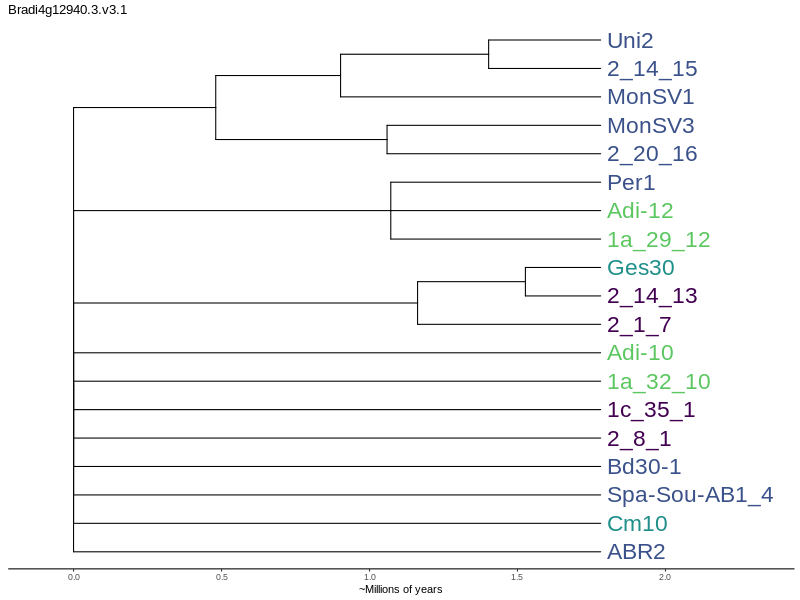 Bradi4g12940.3.v3.1
Uni2
2_14_15
MonSV1
MonSV3
2_20_16
Per1
Adi-12
1a_29_12
Ges30
2_14_13
2_1_7
Adi-10
1a_32_10
1c_35_1
2_8_1
Bd30-1
Spa-Sou-AB1_4
Cm10
ABR2
0.0 0.5 1.0 1.5 2.0
~Millions of years